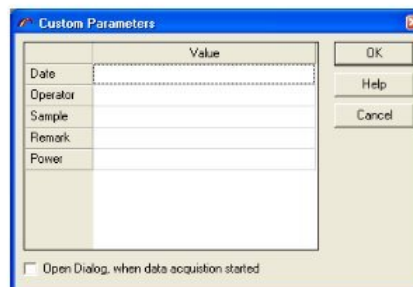 Custom Parameters
Value
Date
Operator
Sample
Remark
Power
OK
Help
Cancel
Open Dialog, when data acquistion started